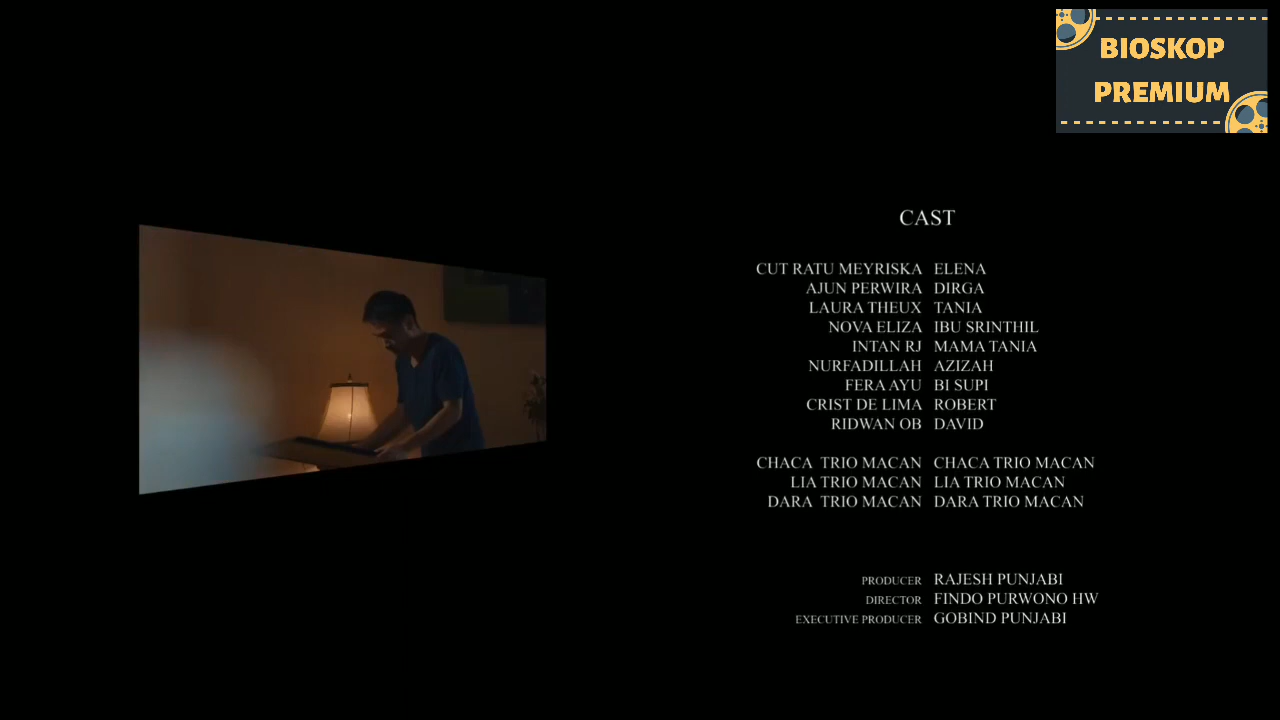 BIOSKOP
PREMIUM
CAST
CUT RATU MEYRISKA ELENA
AJUN PERWIRA DIRGA
LAURA THEUX TANIA
NOVA ELIZA IBU SRINTHIL
INTAN RJ MAMA TANIA
NURFADILLAH AZIZAH
FERA AYU BI SUPI
CRIST DE LIMA ROBERT
RIDWAN OB DAVID
CHACA TRIO MACAN CHACA TRIO MACAN
LIA TRIO MACAN LIA TRIO MACAN
DARA TRIO MACAN DARA TRIO MACAN
PRODUCER RAJESH PUNJABI
DIRECTOR FINDO PURWONO HW
EXECUTIVE PRODUCER GOBIND PUNJABI